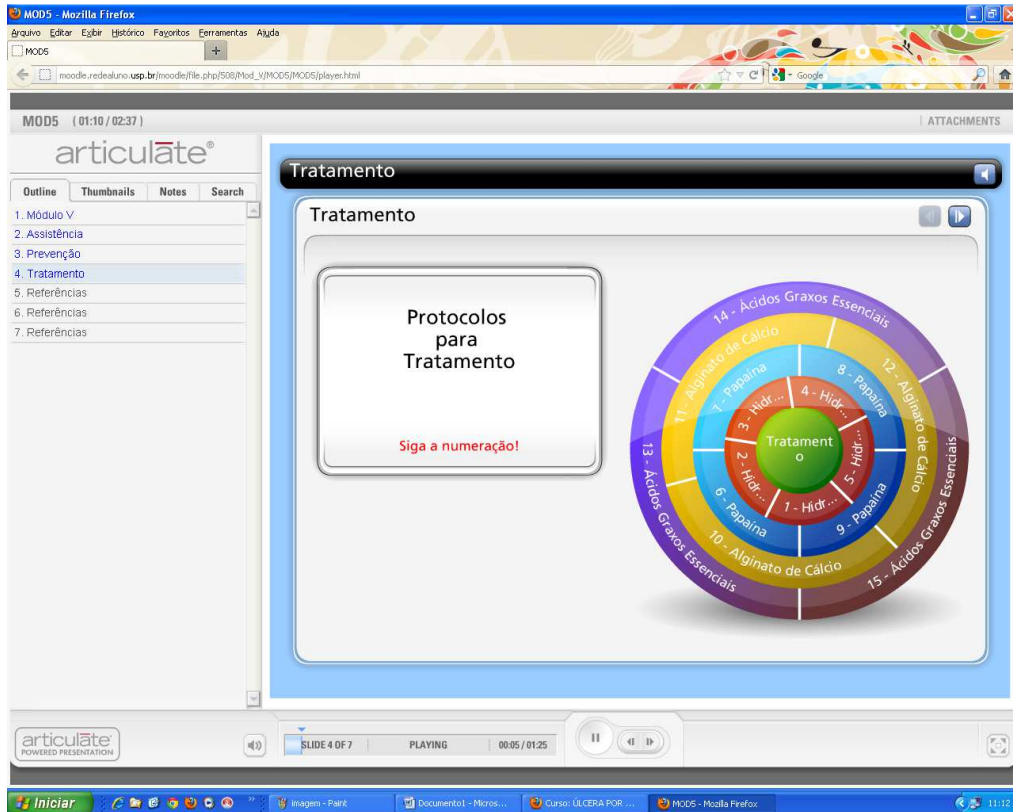 MOD5 - Mozilla Firefox
Arquivo Editar Exibir Histórico Favoritos Ferramentas Ajuda
MOD5
moodle.redealuno.usp.br/moodle/file.php/508/Mod_V/MOD5/MOD5/player.html
Google
MOD5 ( 01:10 / 02:37 )
ATTACHMENTS
articulate®
Outline Thumbnails Notes Search
1. Módulo V
2. Assistência
3. Prevenção
4. Tratamento
5. Referências
6. Referências
7. Referências
Tratamento
Tratamento
Protocolos
para
Tratamento
Siga a numeração!
Tratament
o
1 - Hidr...
2 - Hidr...
3 - Hidr...
4 - Hidr...
5 - Hidr...
6 - Papaína
7 - Papaína
8 - Papaína
9 - Papaína
10 - Alginato de Cálcio
11 - Alginato de Cálcio
12 - Alginato de Cálcio
13 - Ácidos Graxos Essenciais
14 - Ácidos Graxos Essenciais
15 - Ácidos Graxos Essenciais
articulate
POWERED PRESENTATION
SLIDE 4 OF 7 PLAYING 00:05 / 01:25
Iniciar
imagem - Paint
Documento1 - Micros...
Curso: ÚLCERA POR ...
MOD5 - Mozilla Firefox
11:12